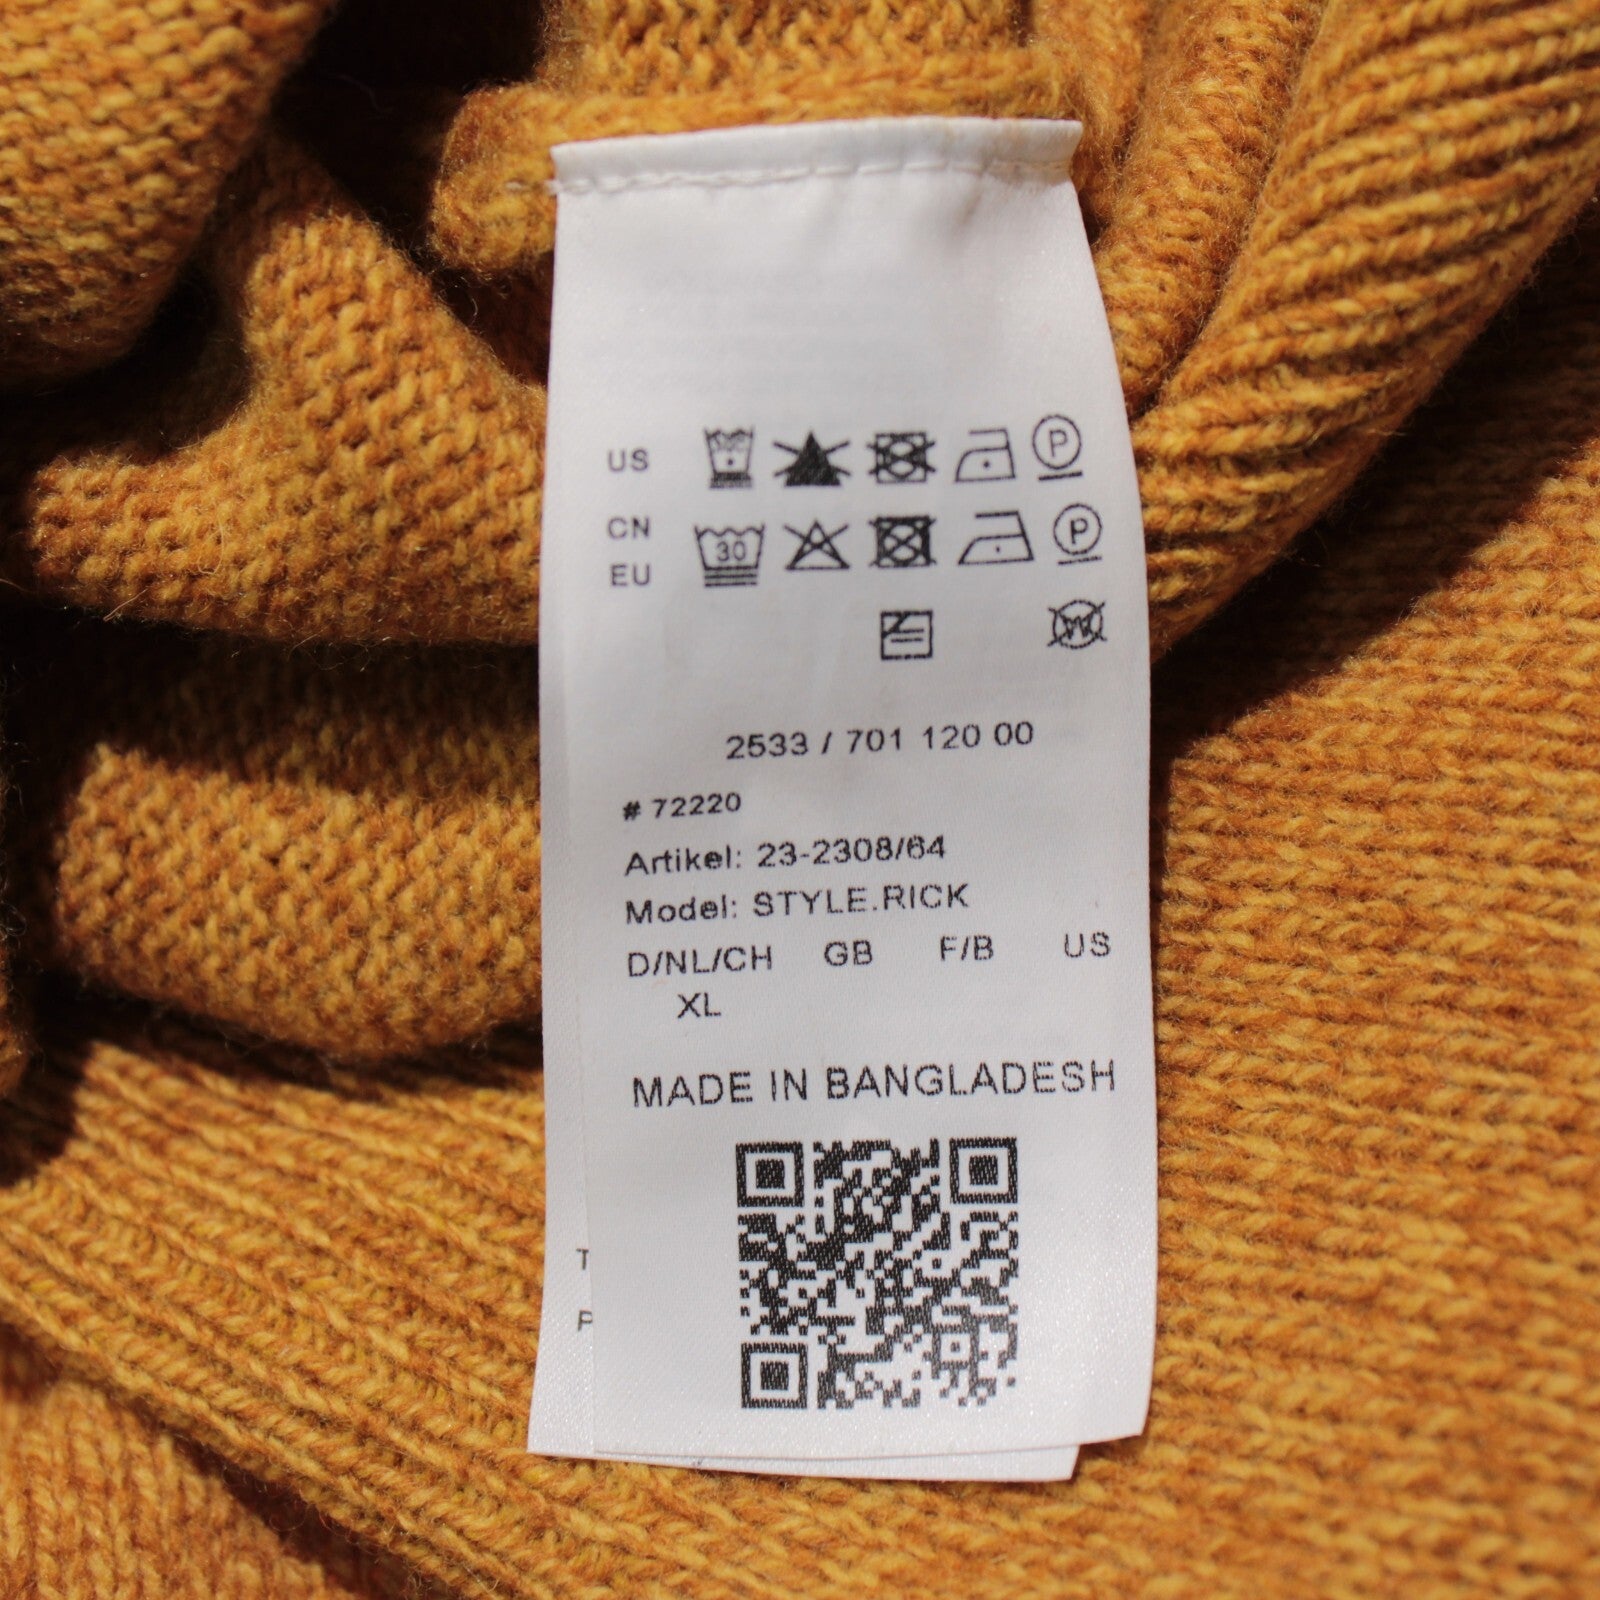 US
CN
EU
30
P
P
W
2533 / 701 120 00
# 72220
Artikel: 23-2308/64
Model: STYLE.RICK
D/NL/CH GB F/B US
XL
MADE IN BANGLADESH
T
P